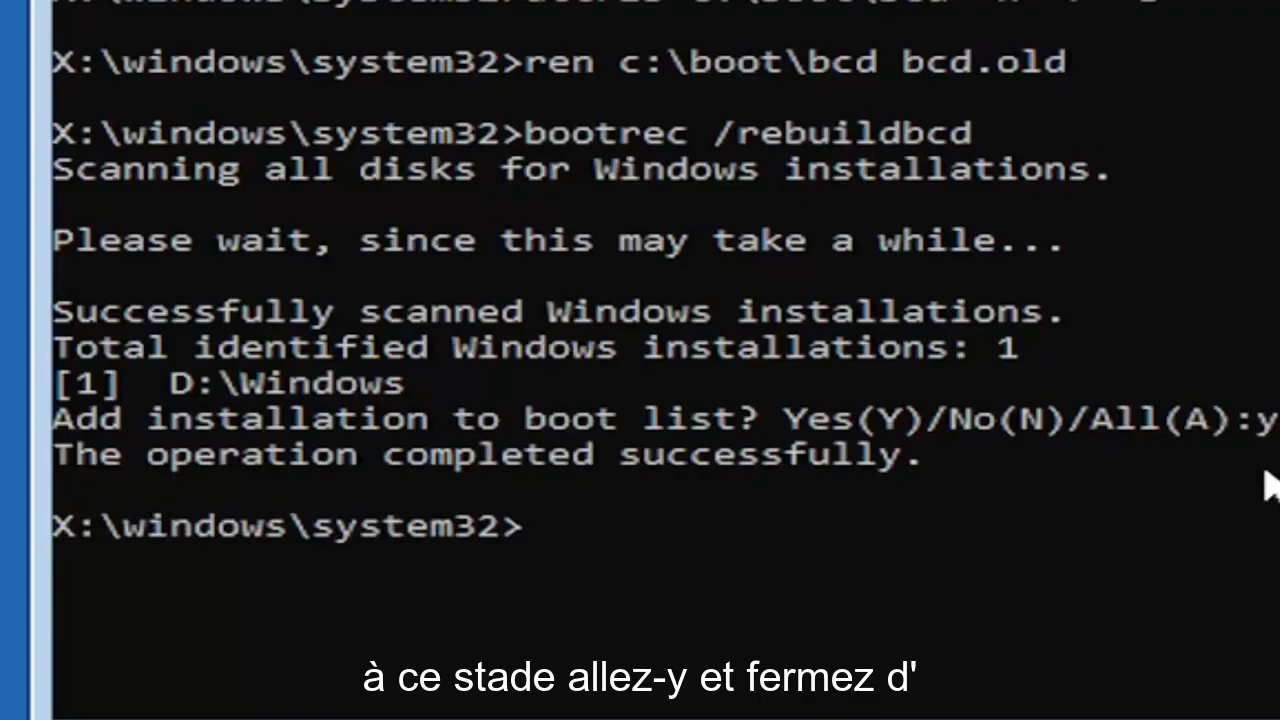 X:\windows\system32>ren c:\boot\bcd bcd.old
X:\windows\system32>bootrec /rebuildbcd
Scanning all disks for Windows installations.
Please wait, since this may take a while...
Successfully scanned Windows installations.
Total identified Windows installations: 1
[1]  D:\Windows
Add installation to boot list? Yes(Y)/No(N)/All(A):y
The operation completed successfully.
X:\windows\system32>
à ce stade allez-y et fermez d'